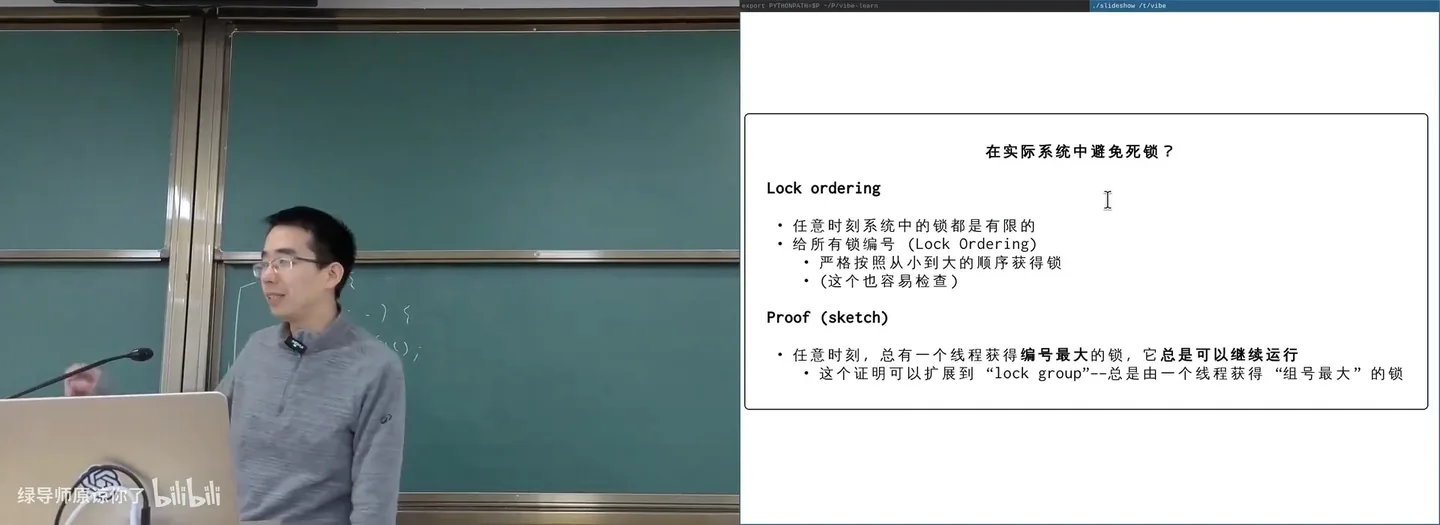 export PYTHONPATH=$P ~/P/vibe-learn
./slideshow /t/vibe
在实际系统中避免死锁？
Lock ordering
• 任意时刻系统中的锁都是有限的
• 给所有锁编号 (Lock Ordering)
• 严格按照从小到大的顺序获得锁
• (这个也容易检查)
Proof (sketch)
• 任意时刻，总有一个线程获得编号最大的锁，它总是可以继续运行
• 这个证明可以扩展到 “lock group”--总是由一个线程获得 “组号最大” 的锁
绿导师原谅你了 bilibili